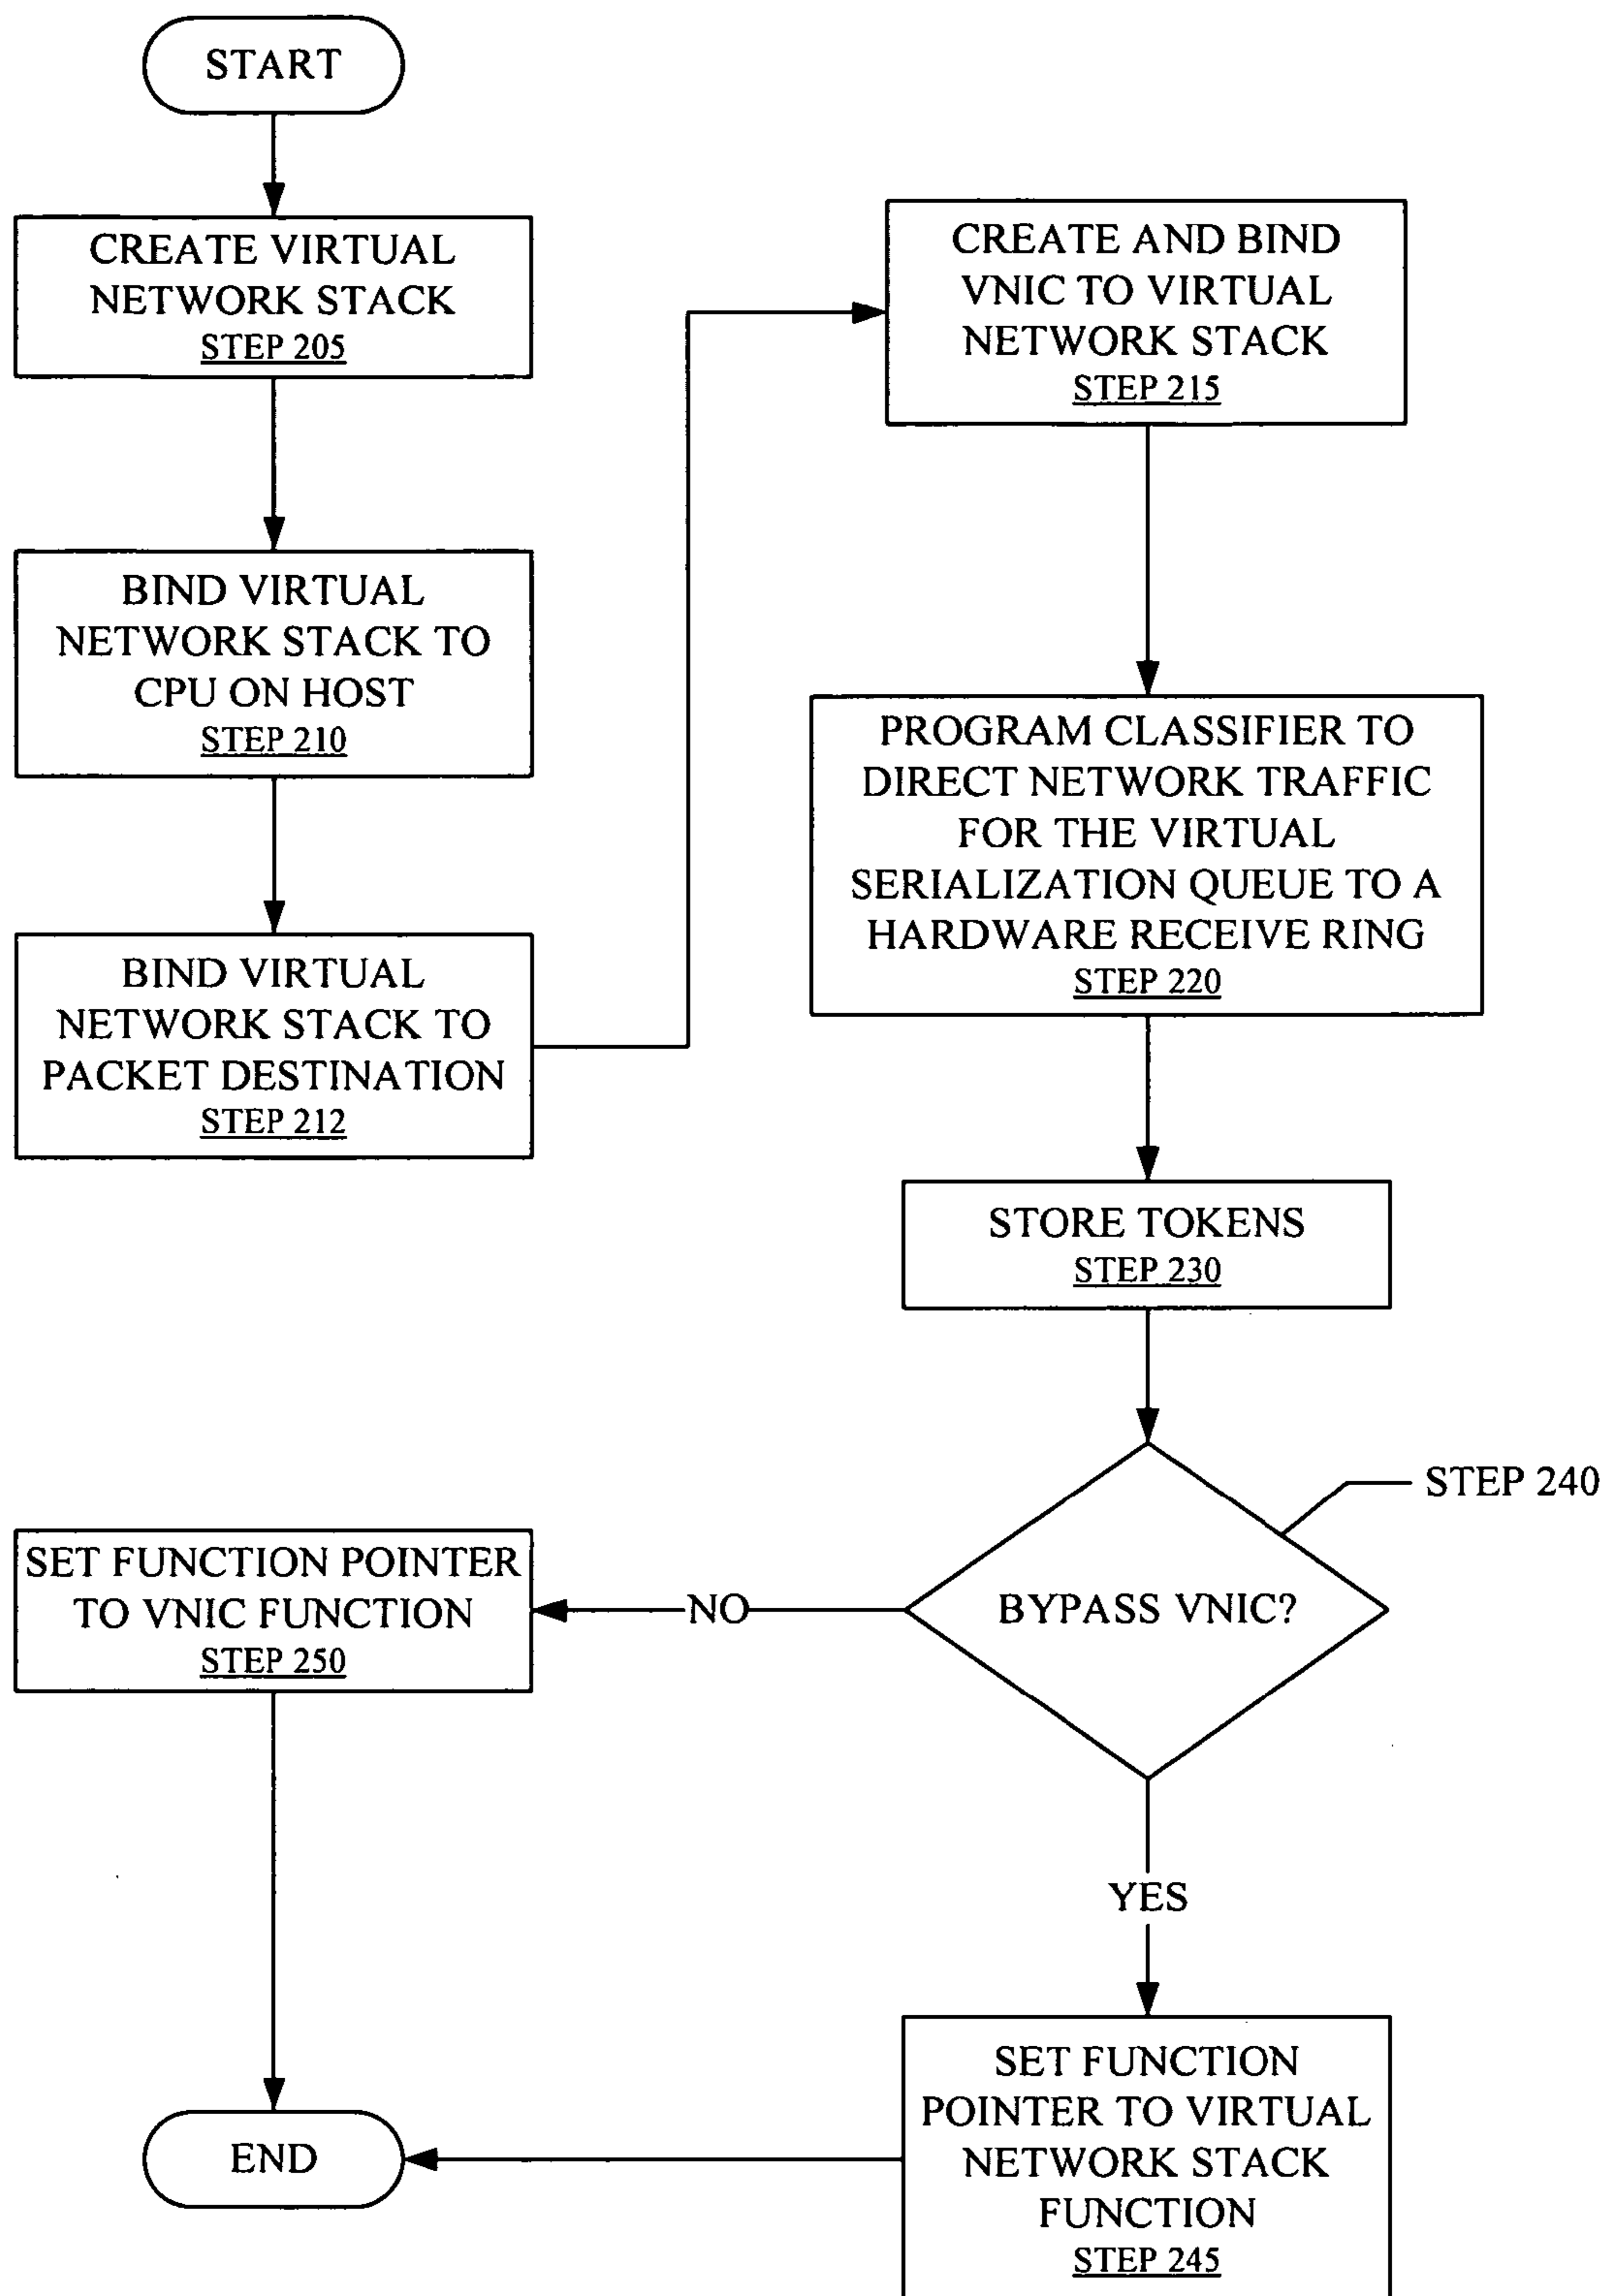 START
CREATE VIRTUAL
NETWORK STACK
STEP 205
BIND VIRTUAL
NETWORK STACK TO
CPU ON HOST
STEP 210
BIND VIRTUAL
NETWORK STACK TO
PACKET DESTINATION
STEP 212
CREATE AND BIND
VNIC TO VIRTUAL
NETWORK STACK
STEP 215
PROGRAM CLASSIFIER TO
DIRECT NETWORK TRAFFIC
FOR THE VIRTUAL
SERIALIZATION QUEUE TO A
HARDWARE RECEIVE RING
STEP 220
STORE TOKENS
STEP 230
STEP 240
BYPASS VNIC?
NO
SET FUNCTION POINTER
TO VNIC FUNCTION
STEP 250
YES
SET FUNCTION
POINTER TO VIRTUAL
NETWORK STACK
FUNCTION
STEP 245
END